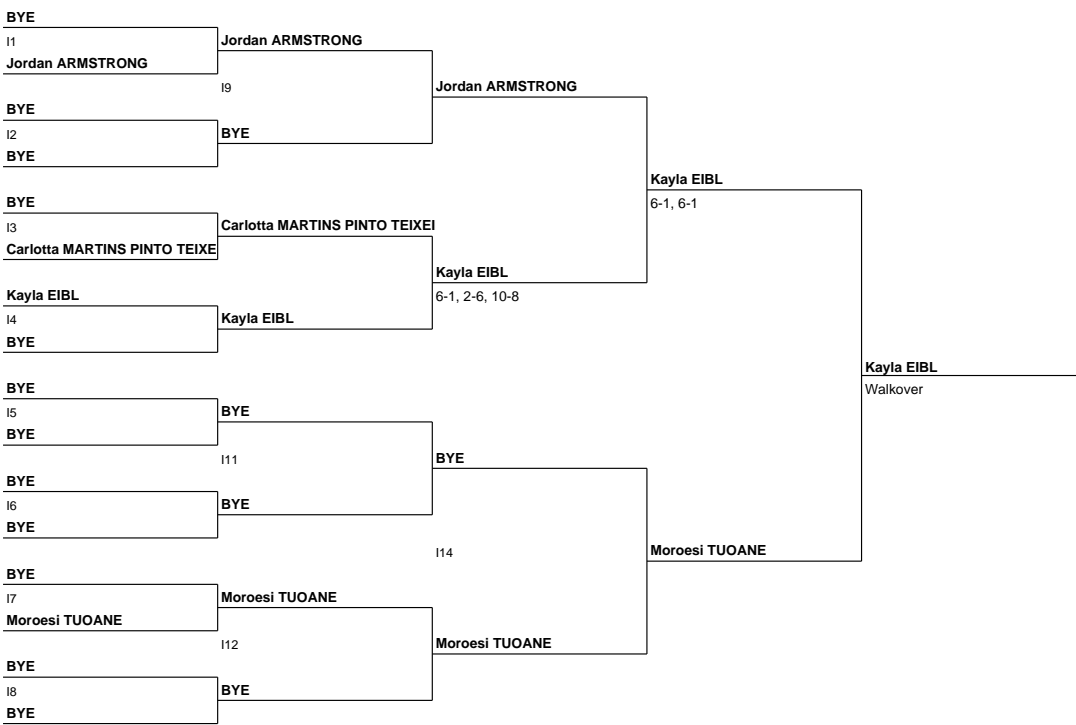 BYE
I1
Jordan ARMSTRONG
BYE
I2
BYE
BYE
I3
Carlotta MARTINS PINTO TEIXE
Kayla EIBL
I4
BYE
BYE
I5
BYE
BYE
I6
BYE
BYE
I7
Moroesi TUOANE
BYE
I8
BYE
Jordan ARMSTRONG
I9
BYE
Carlotta MARTINS PINTO TEIXEI
Kayla EIBL
BYE
I11
BYE
Moroesi TUOANE
I12
BYE
Jordan ARMSTRONG
Kayla EIBL
6-1, 2-6, 10-8
BYE
I14
Moroesi TUOANE
Kayla EIBL
6-1, 6-1
Moroesi TUOANE
Kayla EIBL
Walkover